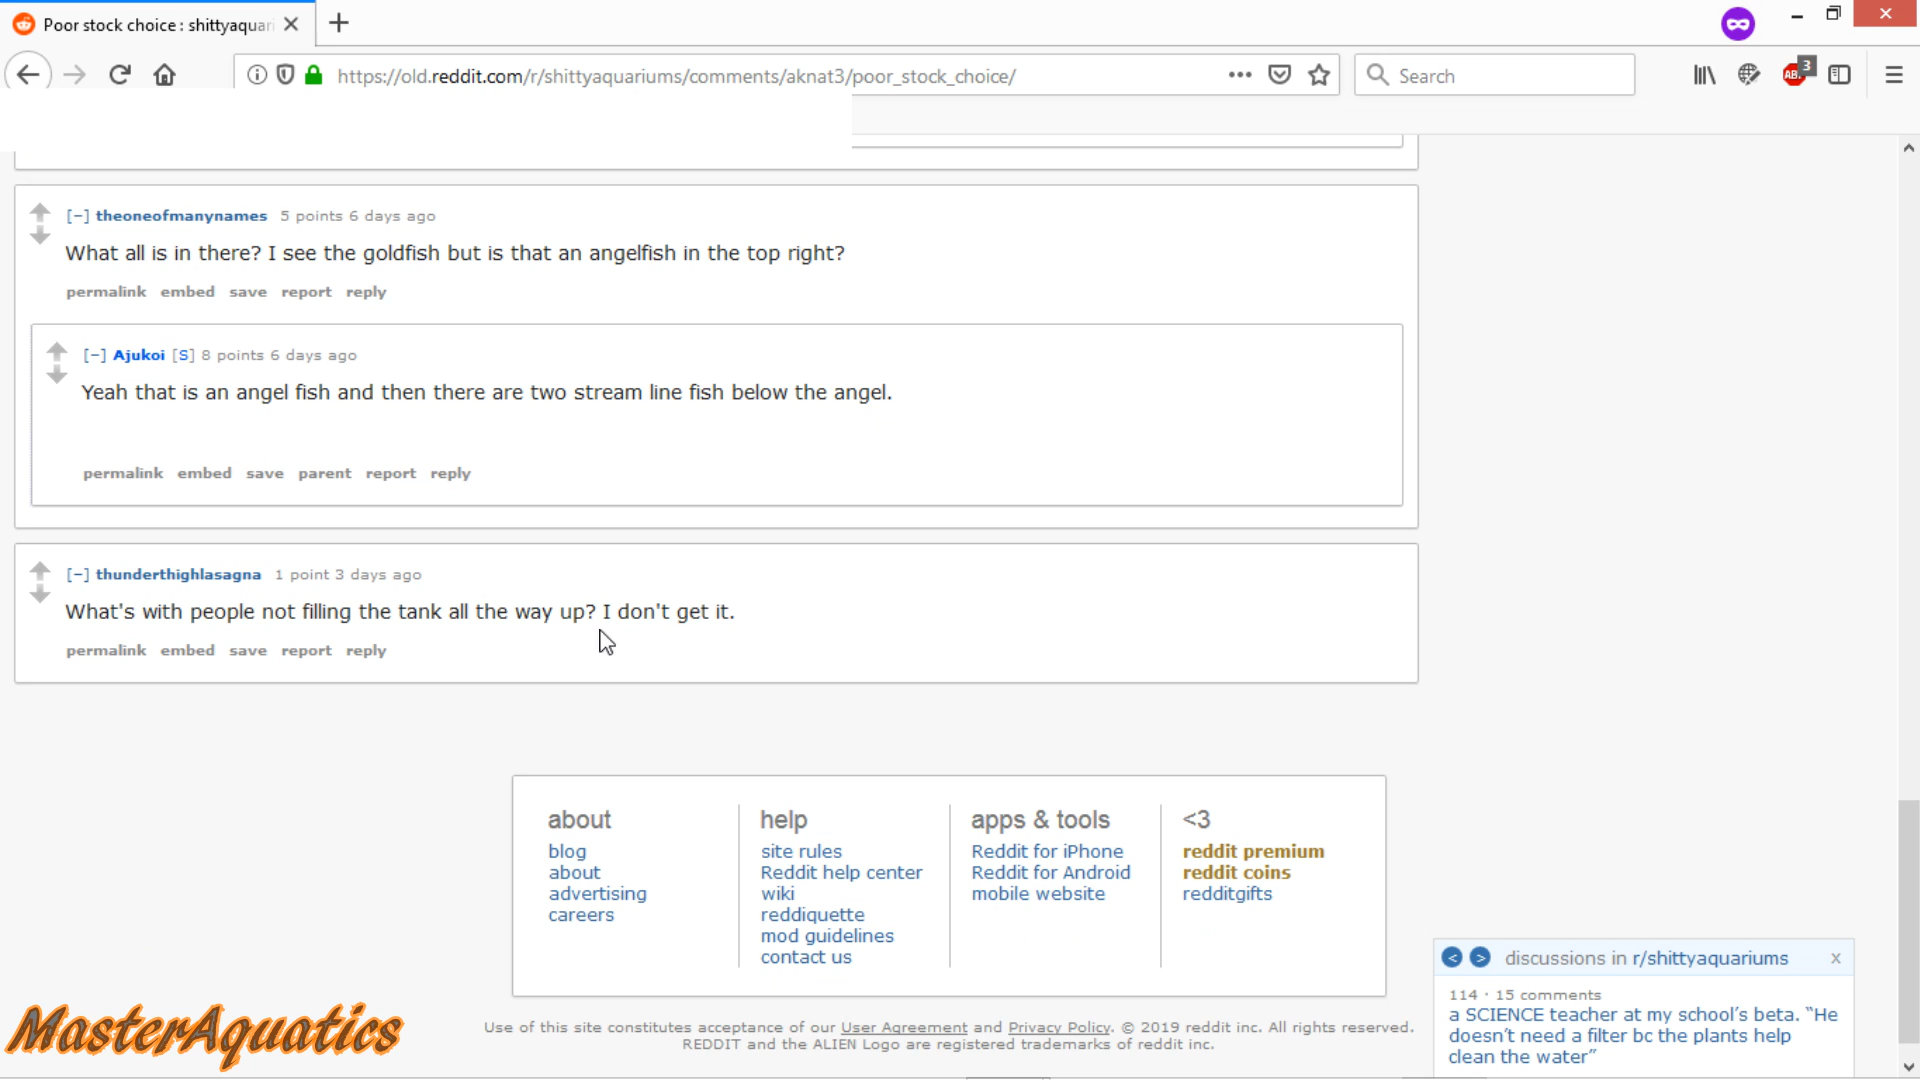 Poor stock choice : shittyaquari
https://old.reddit.com/r/shittyaquariums/comments/aknat3/poor_stock_choice/
Search
ABP
3
[−] theoneofmanynames 5 points 6 days ago
What all is in there? I see the goldfish but is that an angelfish in the top right?
permalink embed save report reply
[−] Ajukoi [S] 8 points 6 days ago
Yeah that is an angel fish and then there are two stream line fish below the angel.
permalink embed save parent report reply
[−] thunderthighlasagna 1 point 3 days ago
What's with people not filling the tank all the way up? I don't get it.
permalink embed save report reply
about
blog
about
advertising
careers
help
site rules
Reddit help center
wiki
reddiquette
mod guidelines
contact us
apps & tools
Reddit for iPhone
Reddit for Android
mobile website
<3
reddit premium
reddit coins
redditgifts
< > discussions in r/shittyaquariums x
114 · 15 comments
a SCIENCE teacher at my school’s beta. “He
doesn’t need a filter bc the plants help
clean the water”
MasterAquatics
Use of this site constitutes acceptance of our User Agreement and Privacy Policy. © 2019 reddit inc. All rights reserved.
REDDIT and the ALIEN Logo are registered trademarks of reddit inc.